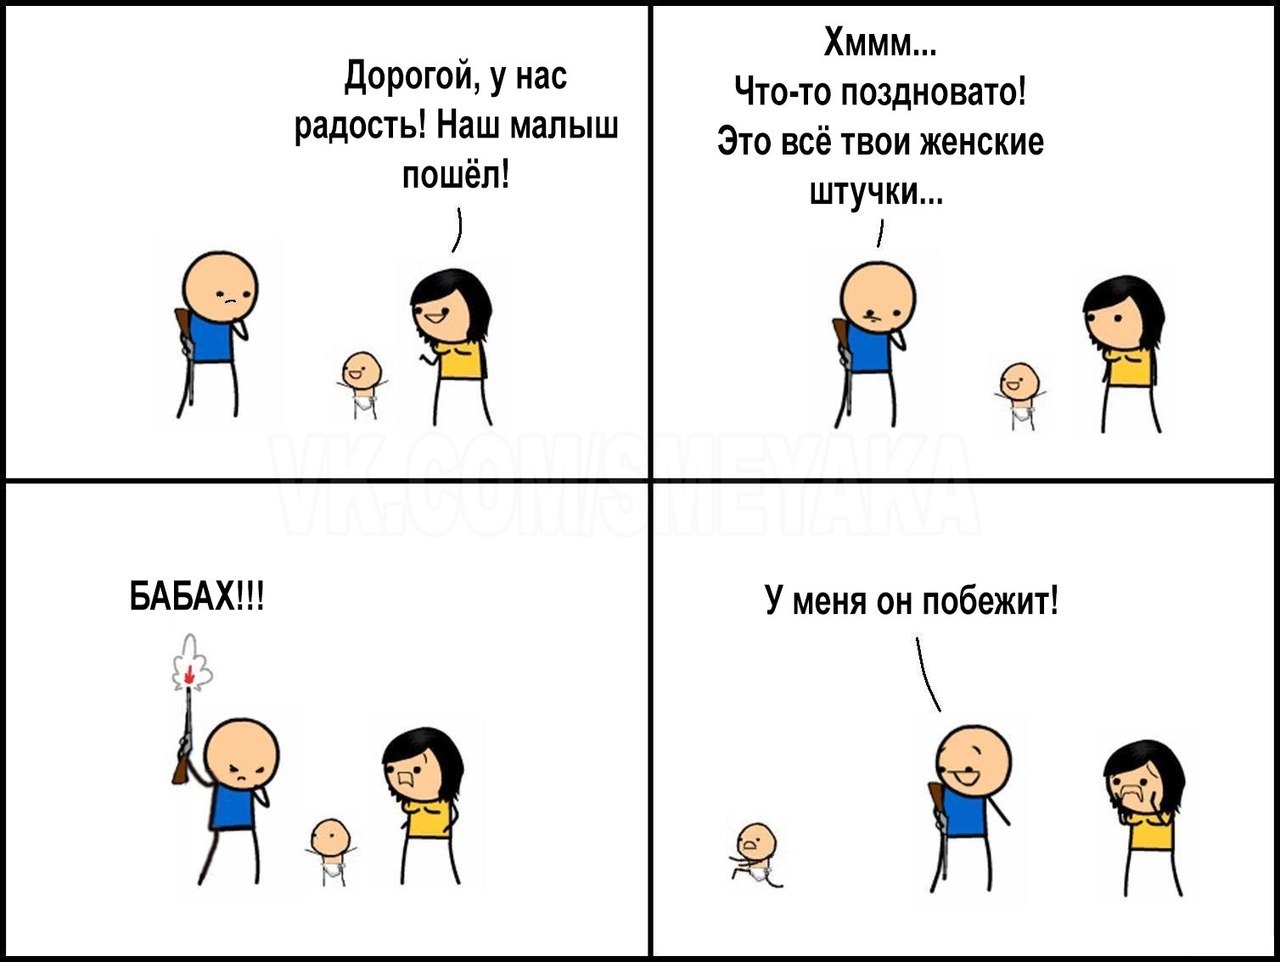 Дорогой, у нас
радость! Наш малыш
пошёл!
Хммм...
Что-то поздновато!
Это всё твои женские
штучки...
VK.COM/SMEYAKA
БАБАХ!!!
У меня он побежит!